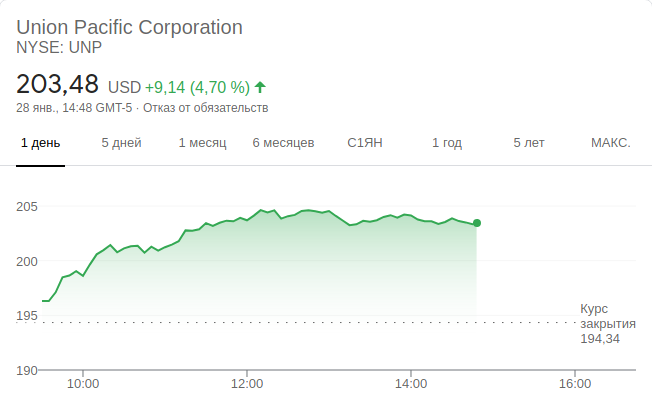 Union Pacific Corporation
NYSE: UNP
203,48 USD +9,14 (4,70 %)
28 янв., 14:48 GMT-5 · Отказ от обязательств
1 день 5 дней 1 месяц 6 месяцев С1ЯН 1 год 5 лет МАКС.
205
200
195
190
Курс
закрытия
194,34
10:00 12:00 14:00 16:00